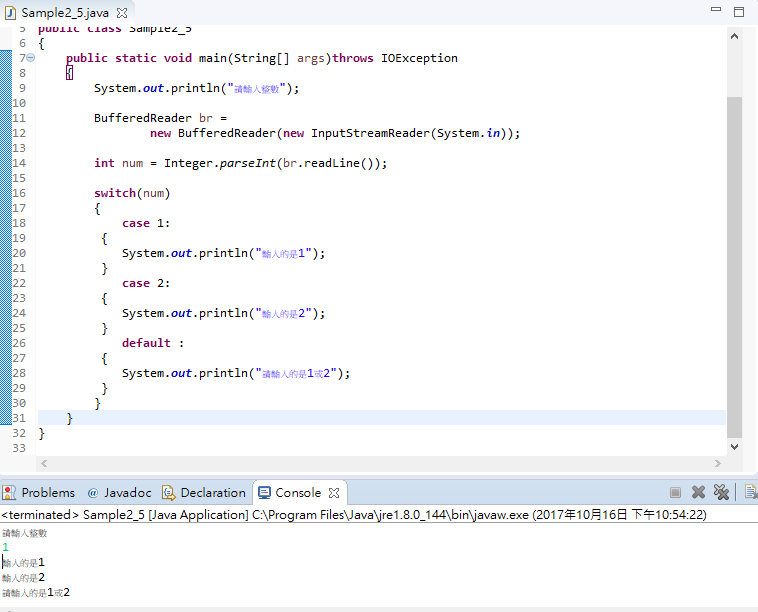 Sample2_5.java
5 public class Sample2_5
6 {
7 public static void main(String[] args)throws IOException
8 {
9 System.out.println("請輸入整數");
10
11 BufferedReader br =
12 new BufferedReader(new InputStreamReader(System.in));
13
14 int num = Integer.parseInt(br.readLine());
15
16 switch(num)
17 {
18 case 1:
19 {
20 System.out.println("輸入的是1");
21 }
22 case 2:
23 {
24 System.out.println("輸入的是2");
25 }
26 default :
27 {
28 System.out.println("請輸入的是1或2");
29 }
30 }
31 }
32 }
33
Problems @ Javadoc Declaration Console
<terminated> Sample2_5 [Java Application] C:\Program Files\Java\jre1.8.0_144\bin\javaw.exe (2017年10月16日 下午10:54:22)
請輸入整數
1
輸入的是1
輸入的是2
請輸入的是1或2